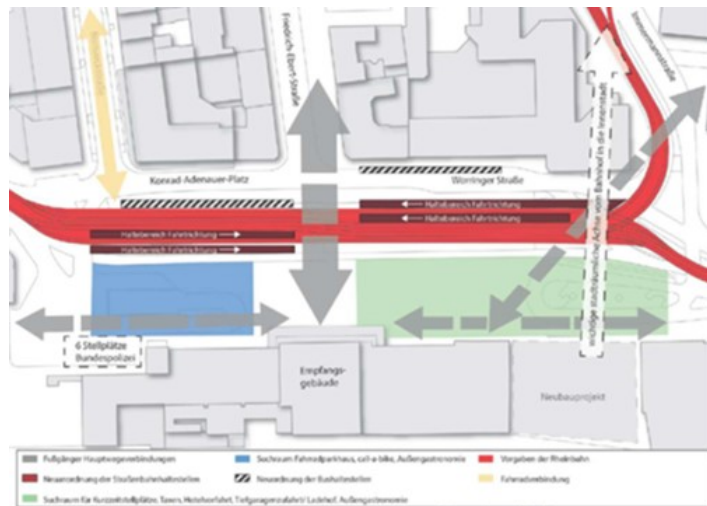 Friedrich-Ebert-Straße
Immermannstraße
Konrad-Adenauer-Platz
Worringer Straße
Haltebereich Fahrtrichtung
Haltebereich Fahrtrichtung
Haltebereich Fahrtrichtung
Haltebereich Fahrtrichtung
wichtige stadträumliche Achse vom Bahnhof in die Innenstadt
6 Stellplätze
Bundespolizei
Empfangs-
gebäude
Neubauprojekt
Fußgänger Hauptwegeverbindungen
Suchraum Fahrradparkhaus, call-a-bike, Außengastronomie
Vorgaben der Rheinbahn
Neuanordnung der Straßenbahnhaltestellen
Neuordnung der Bushaltestellen
Fahrradverbindung
Suchraum für Kurzzeitstellplätze, Taxen, Hotelvorfahrt, Tiefgaragenzufahrt/ Ladehof, Außengastronomie